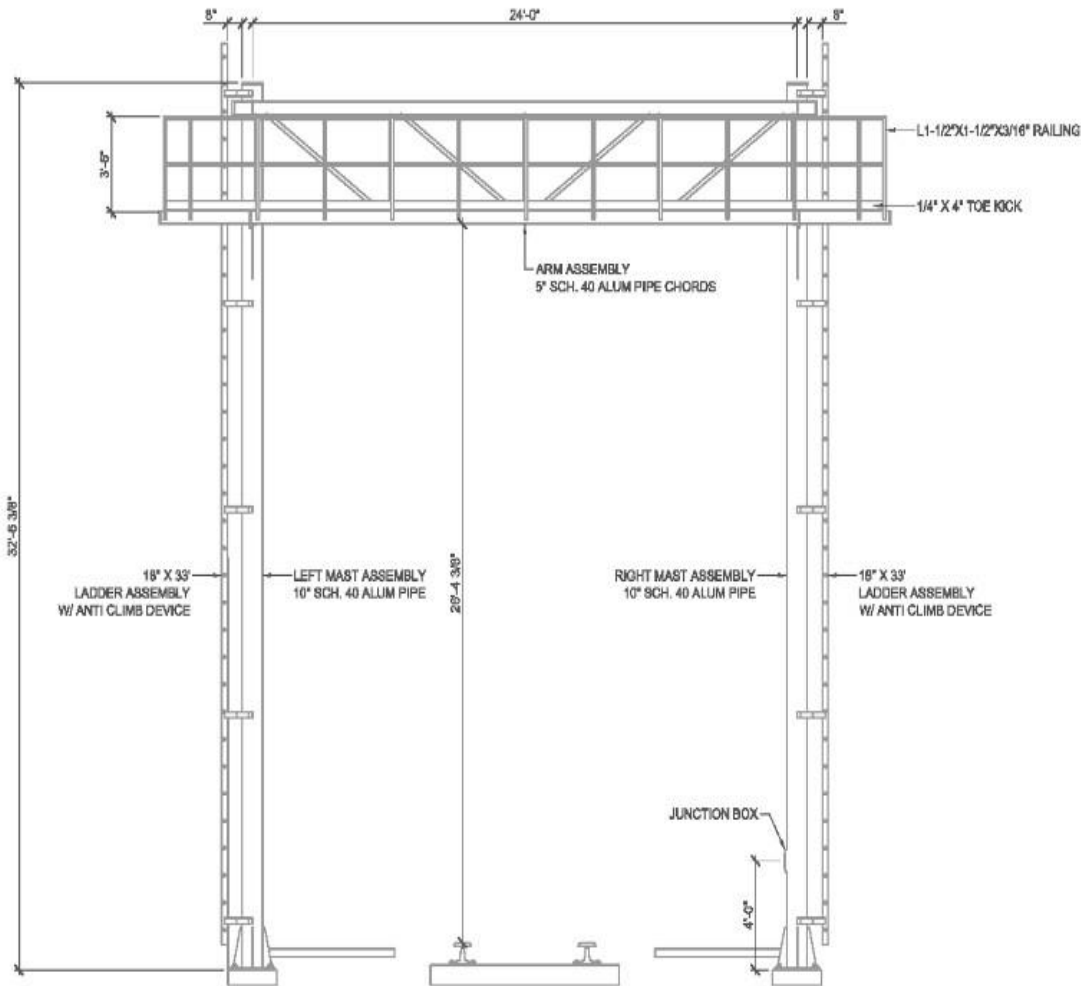 8"
24'-0"
8"
L1-1/2"X1-1/2"X3/16" RAILING
3'-6"
1/4" X 4" TOE KICK
ARM ASSEMBLY
5" SCH. 40 ALUM PIPE CHORDS
32'-6 3/8"
18" X 33'
LADDER ASSEMBLY
W/ ANTI CLIMB DEVICE
LEFT MAST ASSEMBLY
10" SCH. 40 ALUM PIPE
26'-4 3/8"
RIGHT MAST ASSEMBLY
10" SCH. 40 ALUM PIPE
18" X 33'
LADDER ASSEMBLY
W/ ANTI CLIMB DEVICE
JUNCTION BOX
4'-0"